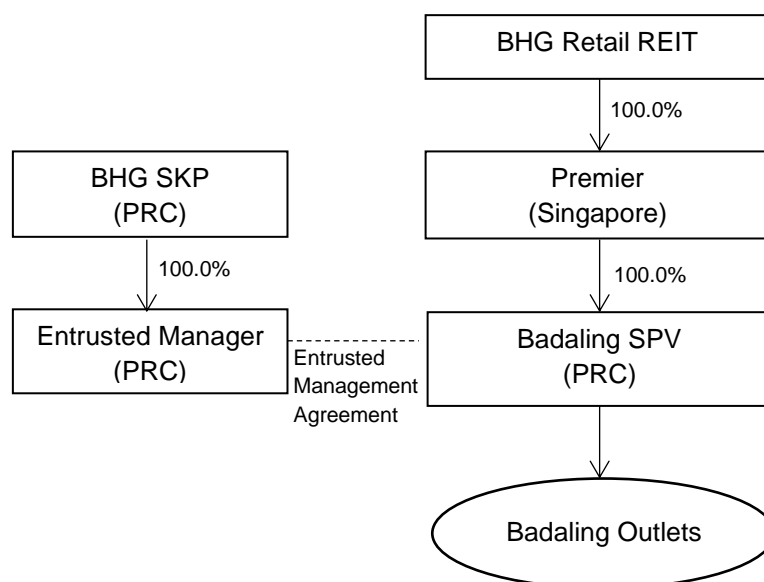 BHG Retail REIT
100.0%
BHG SKP
(PRC)
Premier
(Singapore)
100.0%
100.0%
Entrusted Manager
(PRC)
Entrusted
Management
Agreement
Badaling SPV
(PRC)
Badaling Outlets